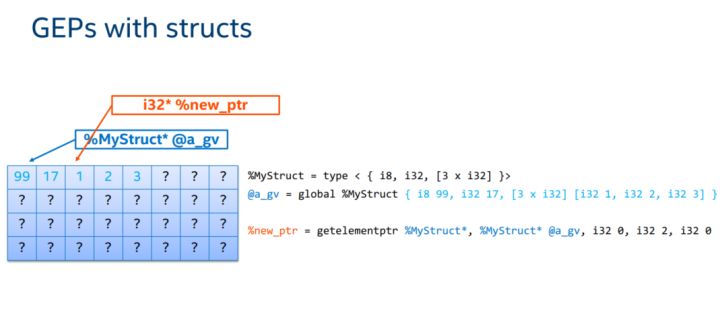 GEPs with structs
i32* %new_ptr
%MyStruct* @a_gv
99 17 1 2 3 ? ? ?
? ? ? ? ? ? ? ?
? ? ? ? ? ? ? ?
? ? ? ? ? ? ? ?
%MyStruct = type < { i8, i32, [3 x i32] }>
@a_gv = global %MyStruct { i8 99, i32 17, [3 x i32] [i32 1, i32 2, i32 3] }
%new_ptr = getelementptr %MyStruct*, %MyStruct* @a_gv, i32 0, i32 2, i32 0